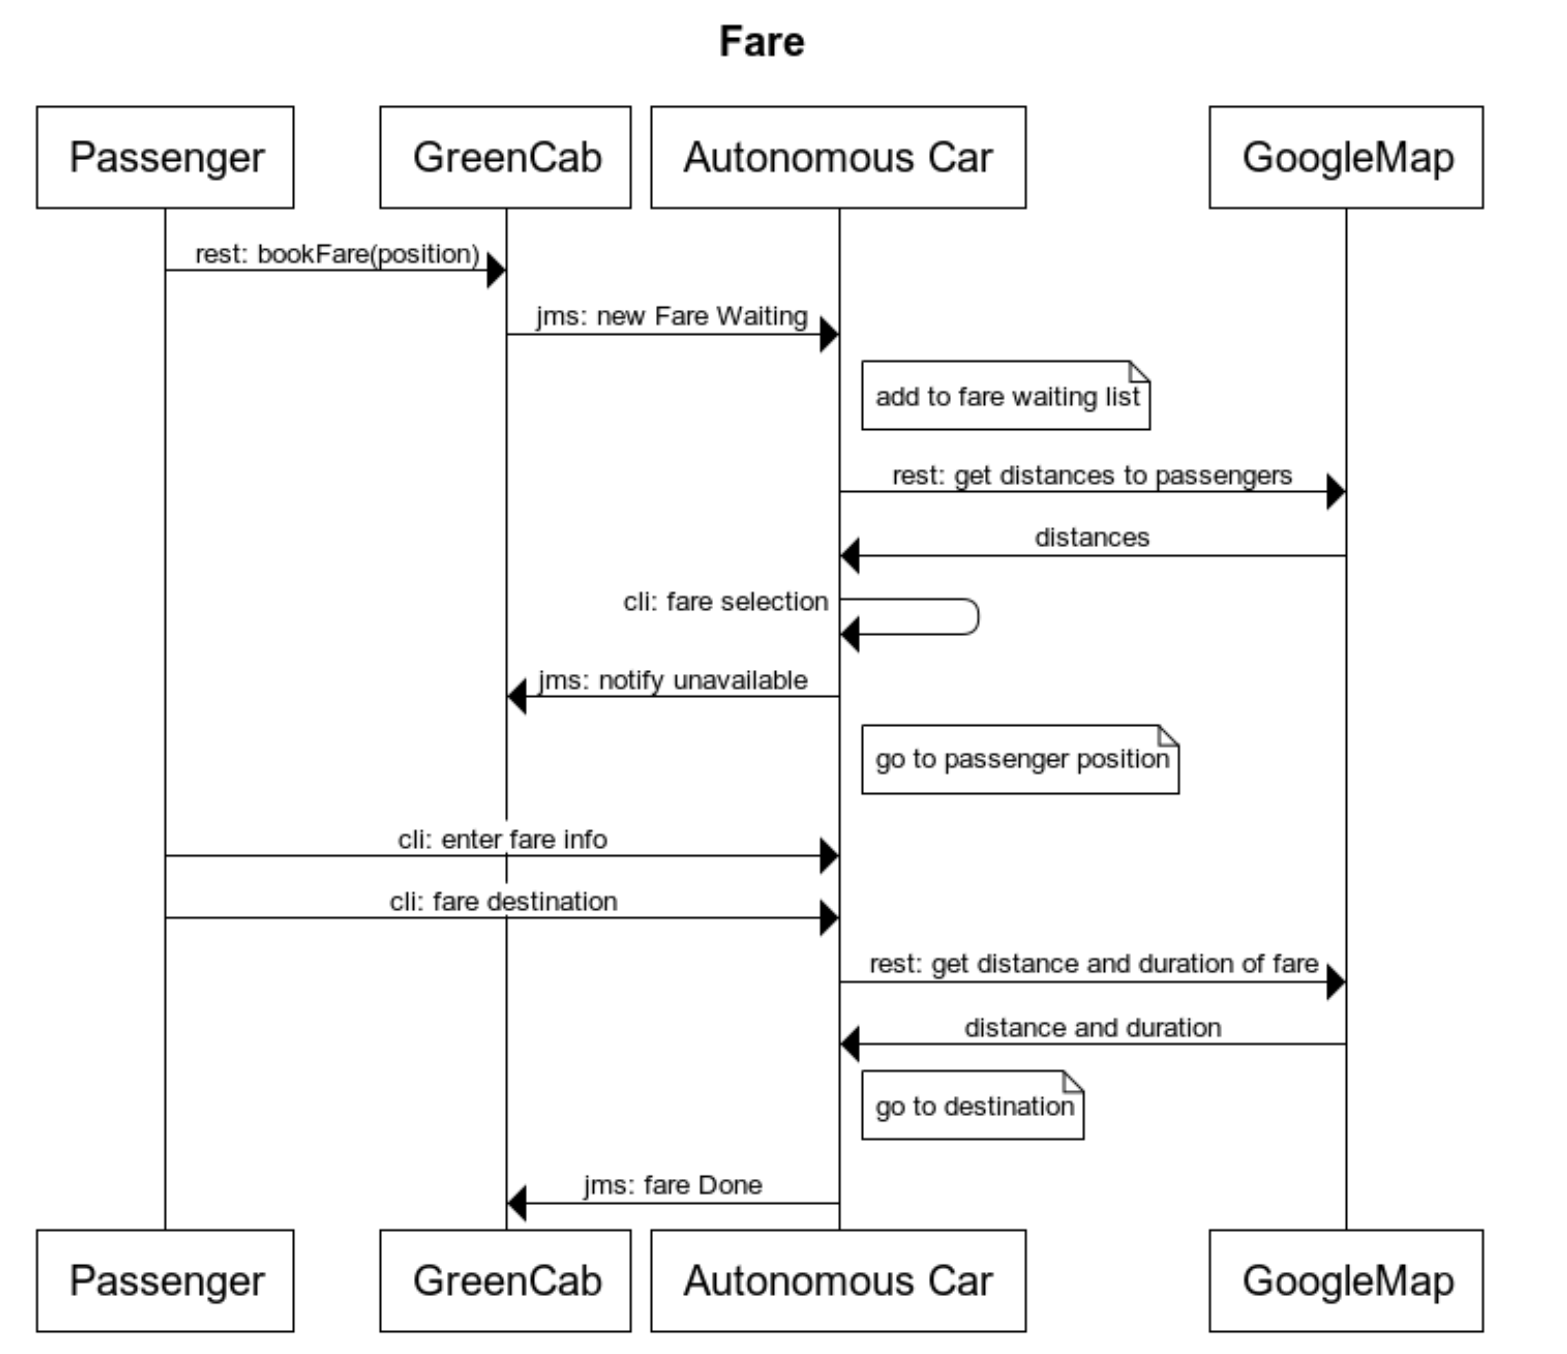 Fare
Passenger
GreenCab
Autonomous Car
GoogleMap
rest: bookFare(position)
jms: new Fare Waiting
add to fare waiting list
rest: get distances to passengers
distances
cli: fare selection
jms: notify unavailable
go to passenger position
cli: enter fare info
cli: fare destination
rest: get distance and duration of fare
distance and duration
go to destination
jms: fare Done
Passenger
GreenCab
Autonomous Car
GoogleMap